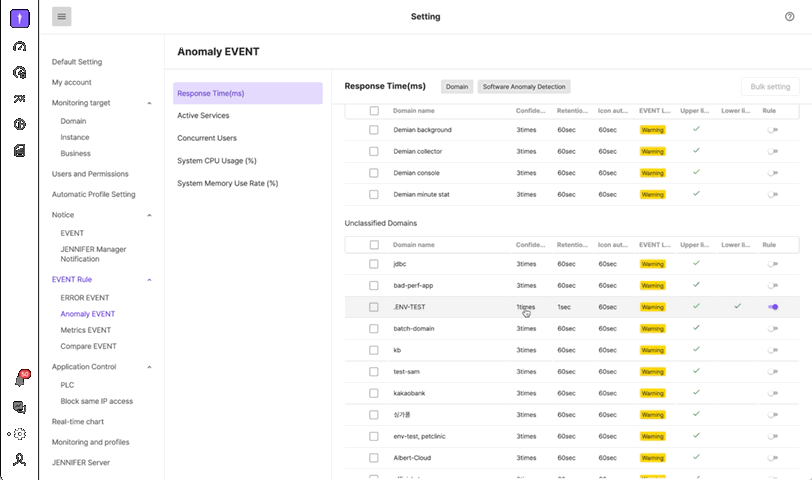 Setting
Anomaly EVENT
Default Setting
My account
Monitoring target
Domain
Instance
Business
Users and Permissions
Automatic Profile Setting
Notice
EVENT
JENNIFER Manager
Notification
EVENT Rule
ERROR EVENT
Anomaly EVENT
Metrics EVENT
Compare EVENT
Application Control
PLC
Block same IP access
Real-time chart
Monitoring and profiles
JENNIFER Server
50
Response Time(ms)
Active Services
Concurrent Users
System CPU Usage (%)
System Memory Use Rate (%)
Response Time(ms) Domain Software Anomaly Detection Bulk setting
Domain name Confide... Retentio... Icon aut... EVENT L... Upper li... Lower li... Rule
Demian background 3times 60sec 60sec Warning
Demian collector 3times 60sec 60sec Warning
Demian console 3times 60sec 60sec Warning
Demian minute stat 3times 60sec 60sec Warning
Unclassified Domains
Domain name Confide... Retentio... Icon aut... EVENT L... Upper li... Lower li... Rule
jdbc 3times 60sec 60sec Warning
bad-perf-app 3times 60sec 60sec Warning
.ENV-TEST 1times 1sec 60sec Warning
batch-domain 3times 60sec 60sec Warning
kb 3times 60sec 60sec Warning
test-sam 3times 60sec 60sec Warning
kakaobank 3times 60sec 60sec Warning
싱가폴 3times 60sec 60sec Warning
env-test, petclinic 3times 60sec 60sec Warning
Albert-Cloud 3times 60sec 60sec Warning